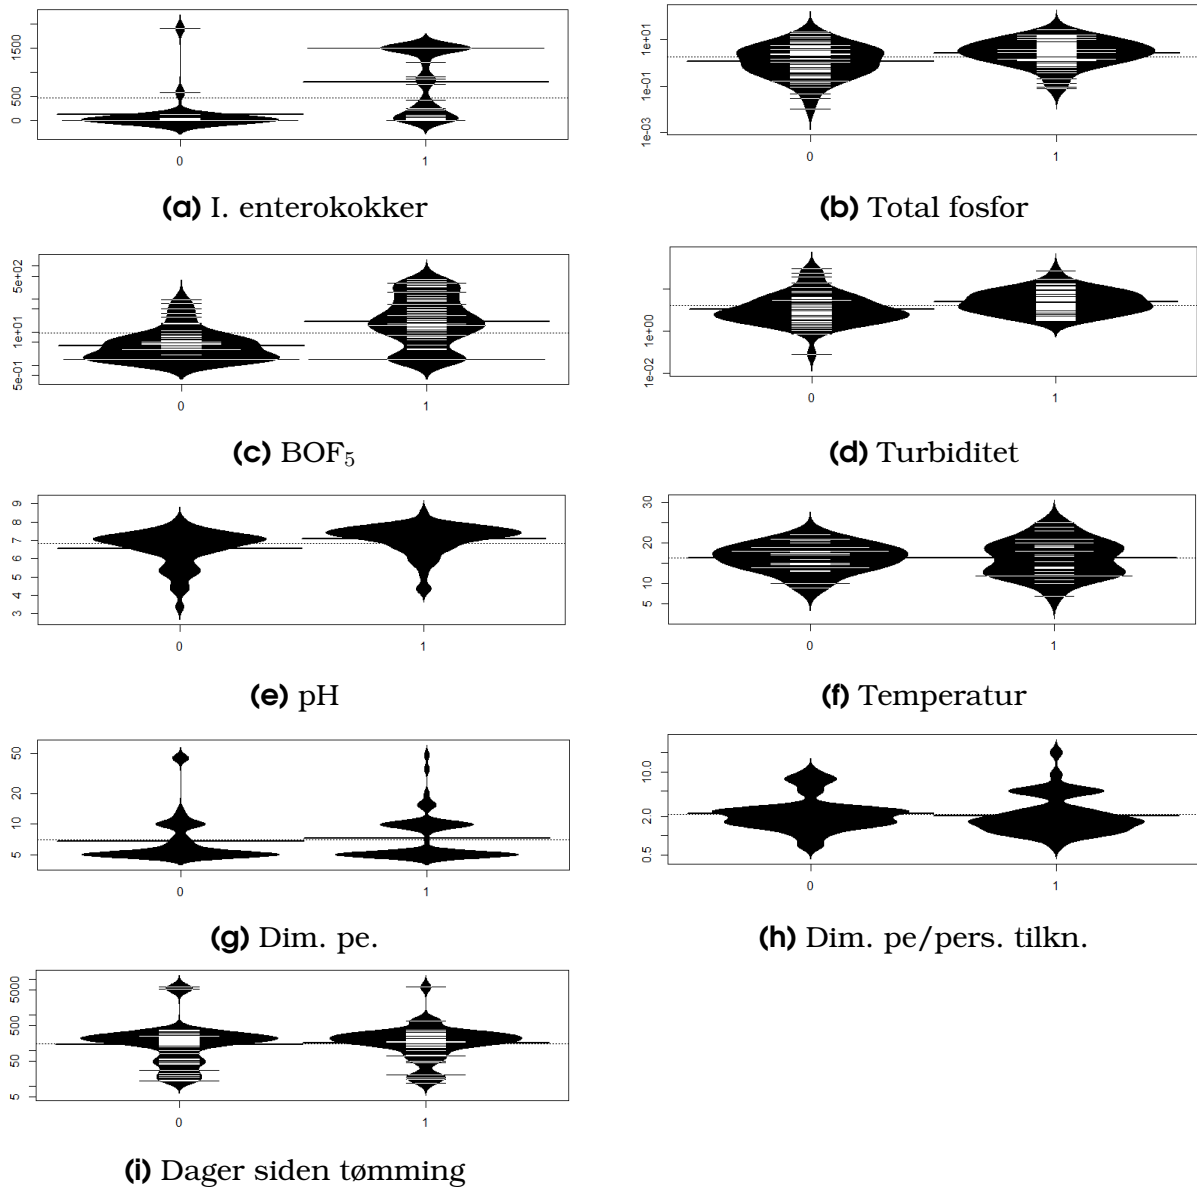 0 500 1500
0 1
(a) I. enterokokker
1e-03 1e-01 1e+01
0 1
(b) Total fosfor
5e-01 1e+01 5e+02
0 1
(c) BOF₅
1e-02 1e+00
0 1
(d) Turbiditet
3 4 5 6 7 8 9
0 1
(e) pH
5 10 20 30
0 1
(f) Temperatur
5 10 20 50
0 1
(g) Dim. pe.
0.5 2.0 10.0
0 1
(h) Dim. pe/pers. tilkn.
5 50 500 5000
0 1
(i) Dager siden tømming